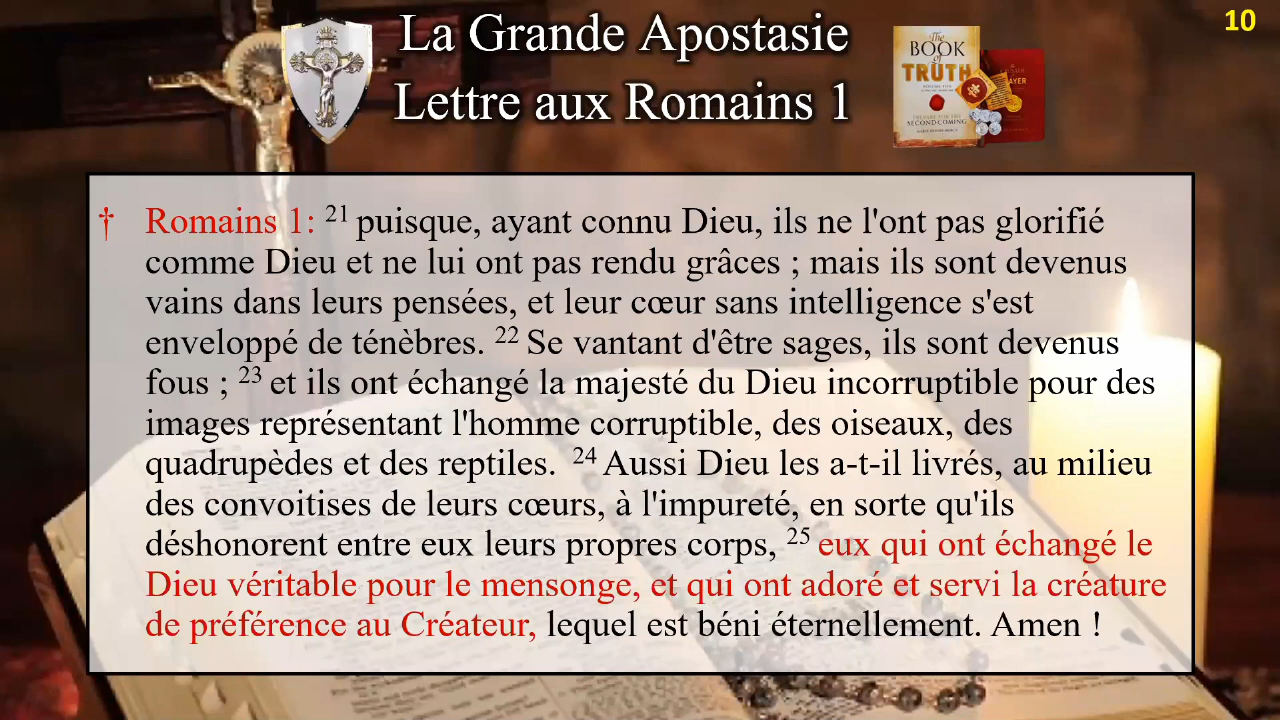 La Grande Apostasie
Lettre aux Romains 1
10
The
BOOK
of
TRUTH
SECOND COMING
† Romains 1: 21 puisque, ayant connu Dieu, ils ne l'ont pas glorifié
comme Dieu et ne lui ont pas rendu grâces ; mais ils sont devenus
vains dans leurs pensées, et leur cœur sans intelligence s'est
enveloppé de ténèbres. 22 Se vantant d'être sages, ils sont devenus
fous ; 23 et ils ont échangé la majesté du Dieu incorruptible pour des
images représentant l'homme corruptible, des oiseaux, des
quadrupèdes et des reptiles. 24 Aussi Dieu les a-t-il livrés, au milieu
des convoitises de leurs cœurs, à l'impureté, en sorte qu'ils
déshonorent entre eux leurs propres corps, 25 eux qui ont échangé le
Dieu véritable pour le mensonge, et qui ont adoré et servi la créature
de préférence au Créateur, lequel est béni éternellement. Amen !